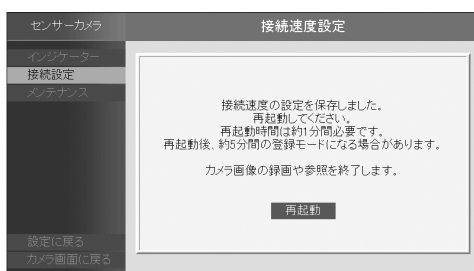 センサーカメラ
接続速度設定
インジケーター
接続設定
メンテナンス
接続速度の設定を保存しました。
再起動してください。
再起動時間は約1分間必要です。
再起動後、約5分間の登録モードになる場合があります。
カメラ画像の録画や参照を終了します。
再起動
設定に戻る
カメラ画面に戻る